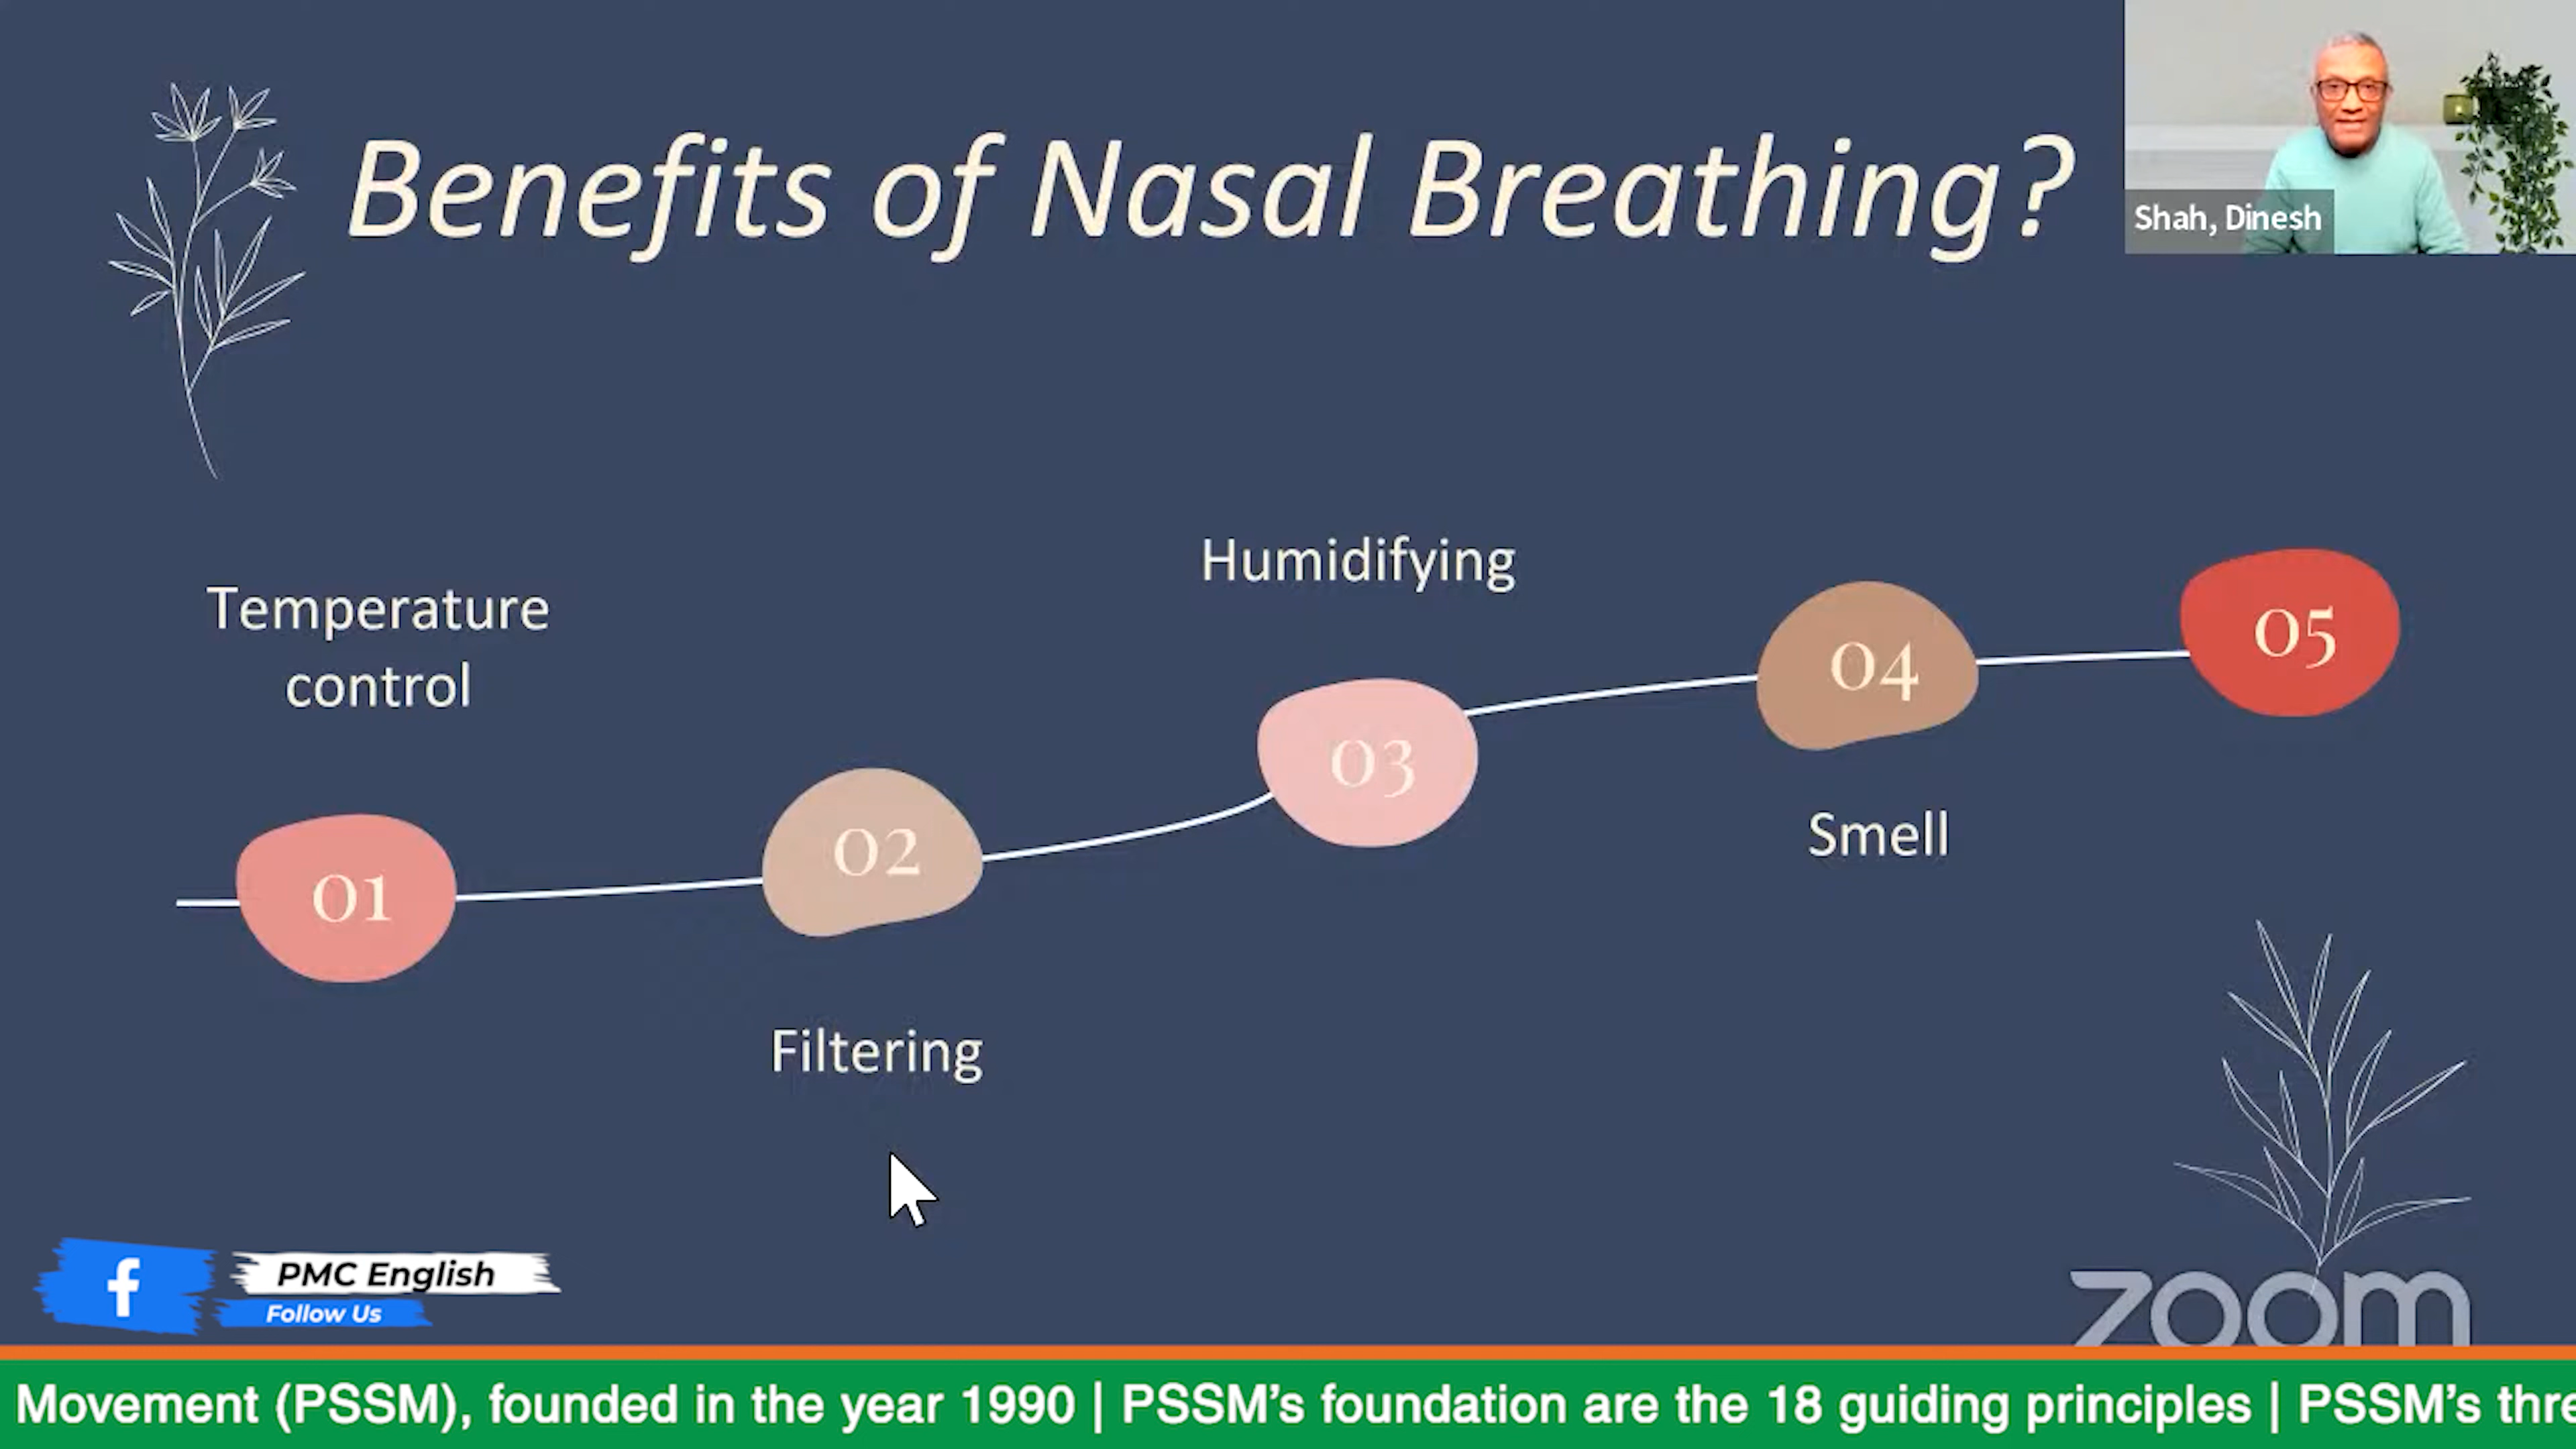 Benefits of Nasal Breathing?
Shah, Dinesh
Temperature
control
Humidifying
01
02
03
04
05
Smell
Filtering
f
PMC English
Follow Us
zoom
Movement (PSSM), founded in the year 1990 | PSSM's foundation are the 18 guiding principles | PSSM's thre